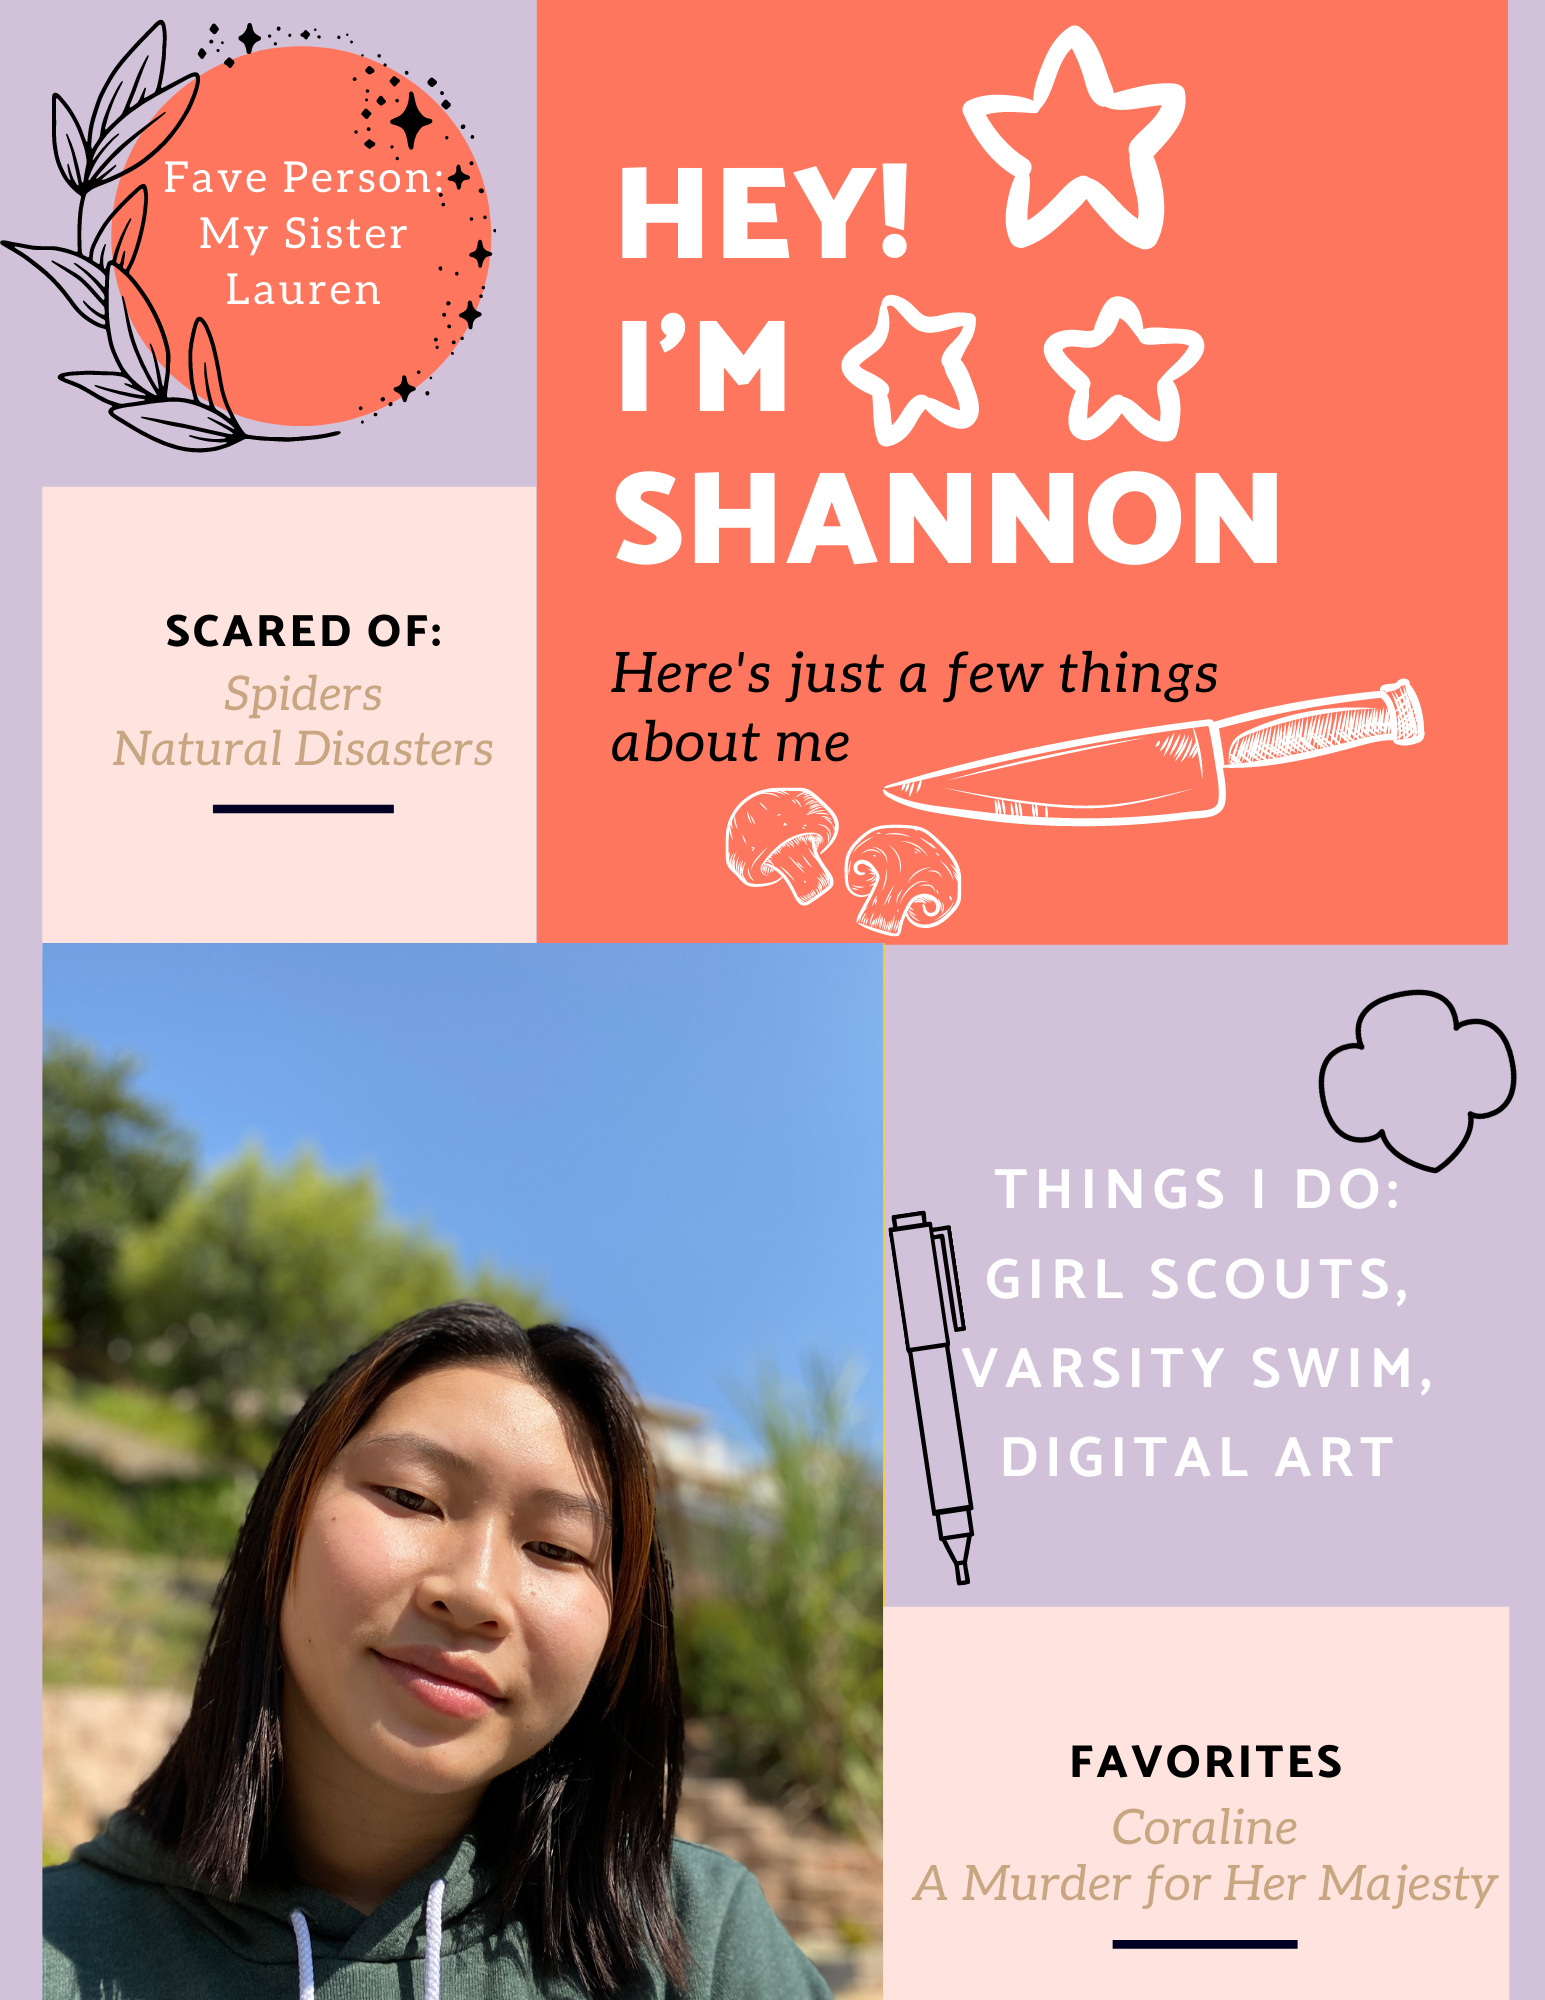 Fave Person:
My Sister
Lauren
HEY!
I'M
SHANNON
Here's just a few things
about me
SCARED OF:
Spiders
Natural Disasters
THINGS I DO:
GIRL SCOUTS,
VARSITY SWIM,
DIGITAL ART
FAVORITES
Coraline
A Murder for Her Majesty